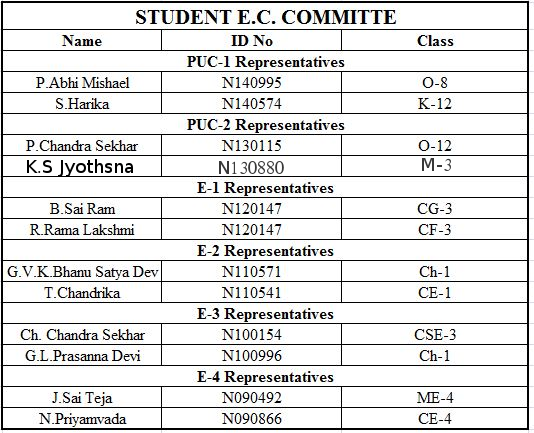 STUDENT E.C. COMMITTE
Name ID No Class
PUC-1 Representatives
P.Abhi Mishael N140995 O-8
S.Harika N140574 K-12
PUC-2 Representatives
P.Chandra Sekhar N130115 O-12
K.S Jyothsna N130880 M-3
E-1 Representatives
B.Sai Ram N120147 CG-3
R.Rama Lakshmi N120147 CF-3
E-2 Representatives
G.V.K.Bhanu Satya Dev N110571 Ch-1
T.Chandrika N110541 CE-1
E-3 Representatives
Ch. Chandra Sekhar N100154 CSE-3
G.L.Prasanna Devi N100996 Ch-1
E-4 Representatives
J.Sai Teja N090492 ME-4
N.Priyamvada N090866 CE-4